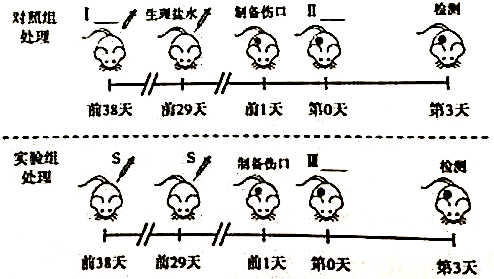 对照组
处理
I___
生理盐水
制备伤口
II___
检测
前38天
前29天
前1天
第0天
第3天
实验组
处理
S
S
制备伤口
III___
检测
前38天
前29天
前1天
第0天
第3天